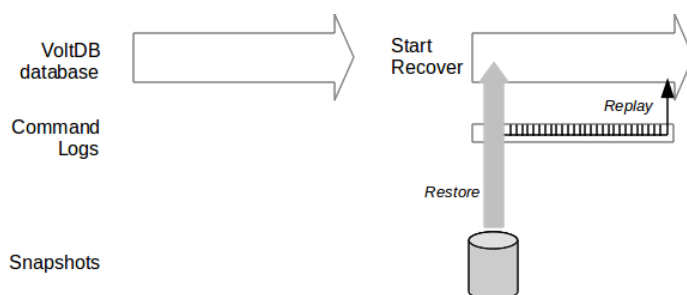 VoltDB
database
Start
Recover
Replay
Command
Logs
Restore
Snapshots